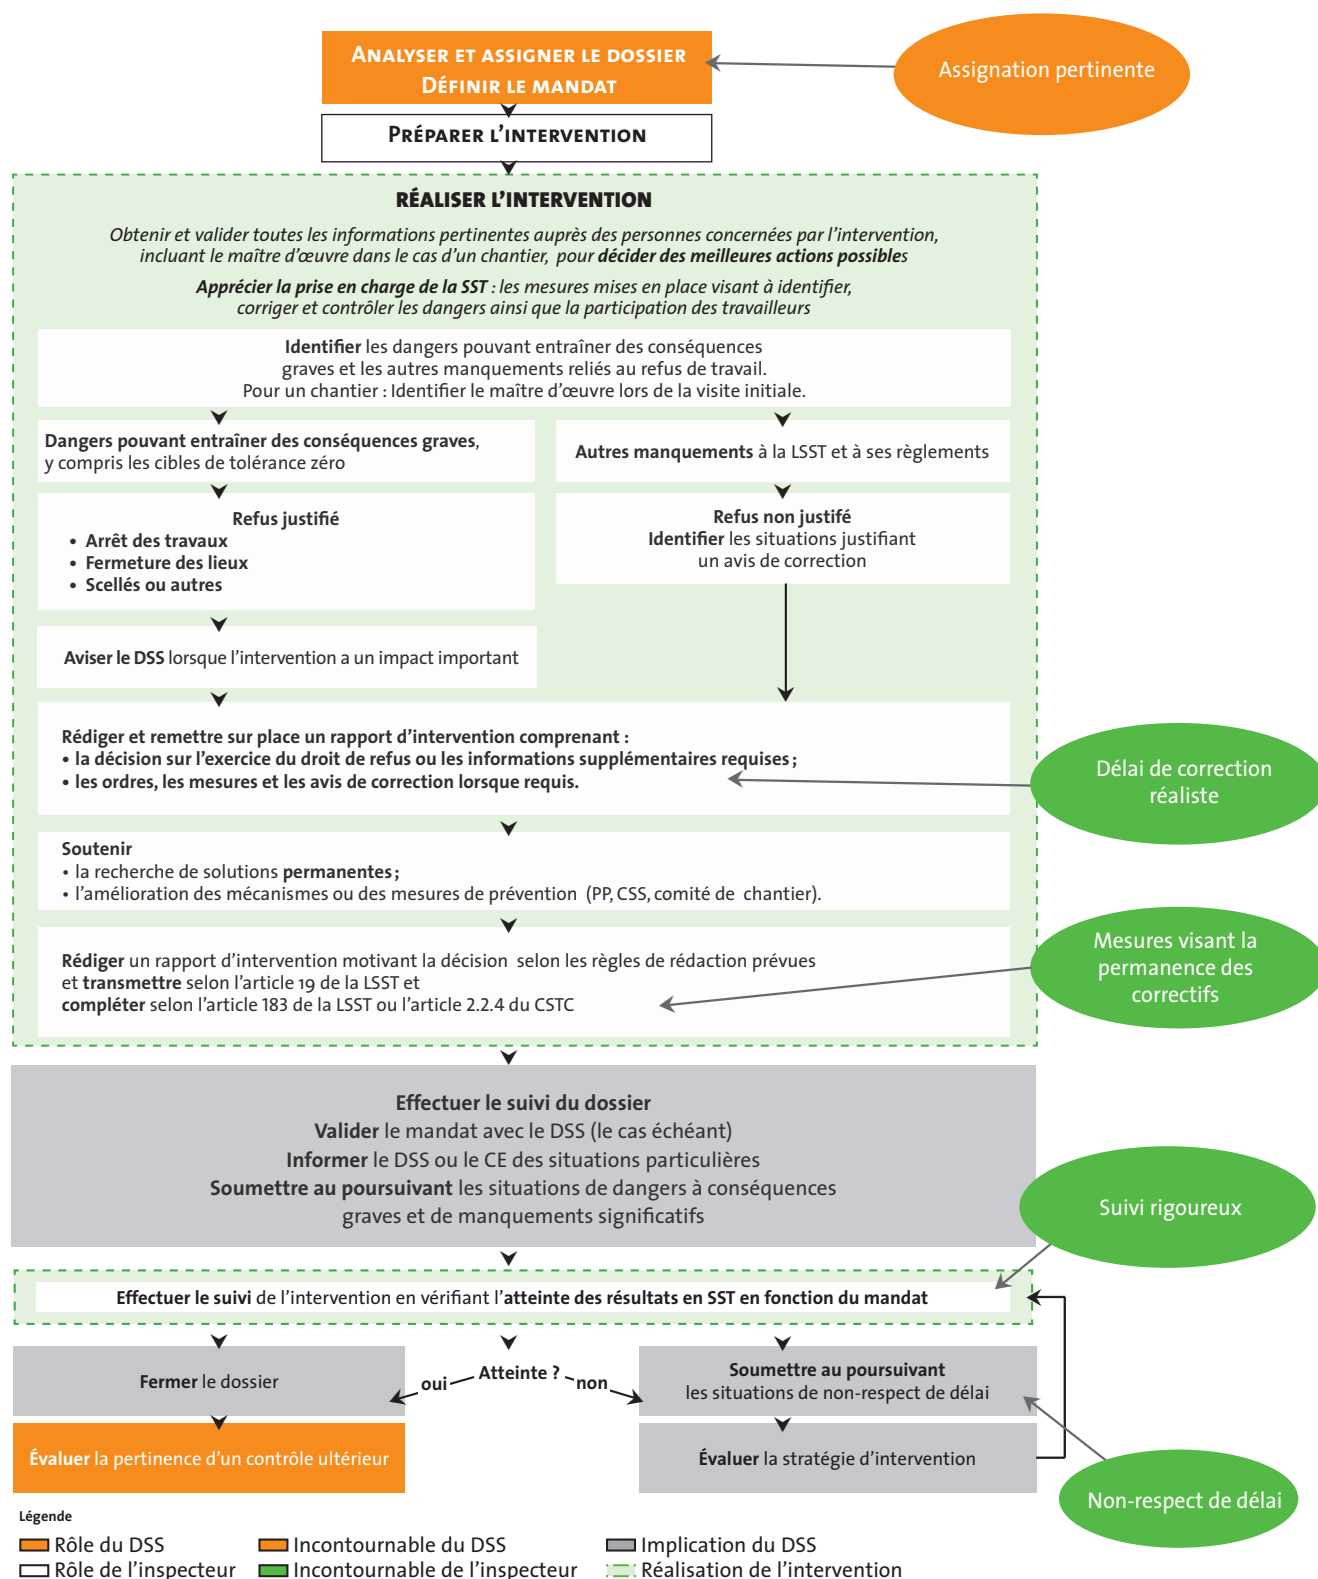 ANALYSER ET ASSIGNER LE DOSSIER
DÉFINIR LE MANDAT
Assignation pertinente
PRÉPARER L'INTERVENTION
RÉALISER L'INTERVENTION
Obtenir et valider toutes les informations pertinentes auprès des personnes concernées par l'intervention,
incluant le maître d'œuvre dans le cas d'un chantier, pour décider des meilleures actions possibles
Apprécier la prise en charge de la SST : les mesures mises en place visant à identifier,
corriger et contrôler les dangers ainsi que la participation des travailleurs
Identifier les dangers pouvant entraîner des conséquences
graves et les autres manquements reliés au refus de travail.
Pour un chantier : Identifier le maître d'œuvre lors de la visite initiale.
Dangers pouvant entraîner des conséquences graves,
y compris les cibles de tolérance zéro
Autres manquements à la LSST et à ses règlements
Refus justifié
• Arrêt des travaux
• Fermeture des lieux
• Scellés ou autres
Refus non justifé
Identifier les situations justifiant
un avis de correction
Aviser le DSS lorsque l'intervention a un impact important
Rédiger et remettre sur place un rapport d'intervention comprenant :
• la décision sur l'exercice du droit de refus ou les informations supplémentaires requises ;
• les ordres, les mesures et les avis de correction lorsque requis.
Délai de correction
réaliste
Soutenir
• la recherche de solutions permanentes ;
• l'amélioration des mécanismes ou des mesures de prévention (PP, CSS, comité de chantier).
Rédiger un rapport d'intervention motivant la décision selon les règles de rédaction prévues
et transmettre selon l'article 19 de la LSST et
compléter selon l'article 183 de la LSST ou l'article 2.2.4 du CSTC
Mesures visant la
permanence des
correctifs
Effectuer le suivi du dossier
Valider le mandat avec le DSS (le cas échéant)
Informer le DSS ou le CE des situations particulières
Soumettre au poursuivant les situations de dangers à conséquences
graves et de manquements significatifs
Suivi rigoureux
Effectuer le suivi de l'intervention en vérifiant l'atteinte des résultats en SST en fonction du mandat
Fermer le dossier
oui
Atteinte ?
non
Soumettre au poursuivant
les situations de non-respect de délai
Évaluer la pertinence d'un contrôle ultérieur
Évaluer la stratégie d'intervention
Non-respect de délai
Légende
Rôle du DSS
Incontournable du DSS
Implication du DSS
Rôle de l'inspecteur
Incontournable de l'inspecteur
Réalisation de l'intervention